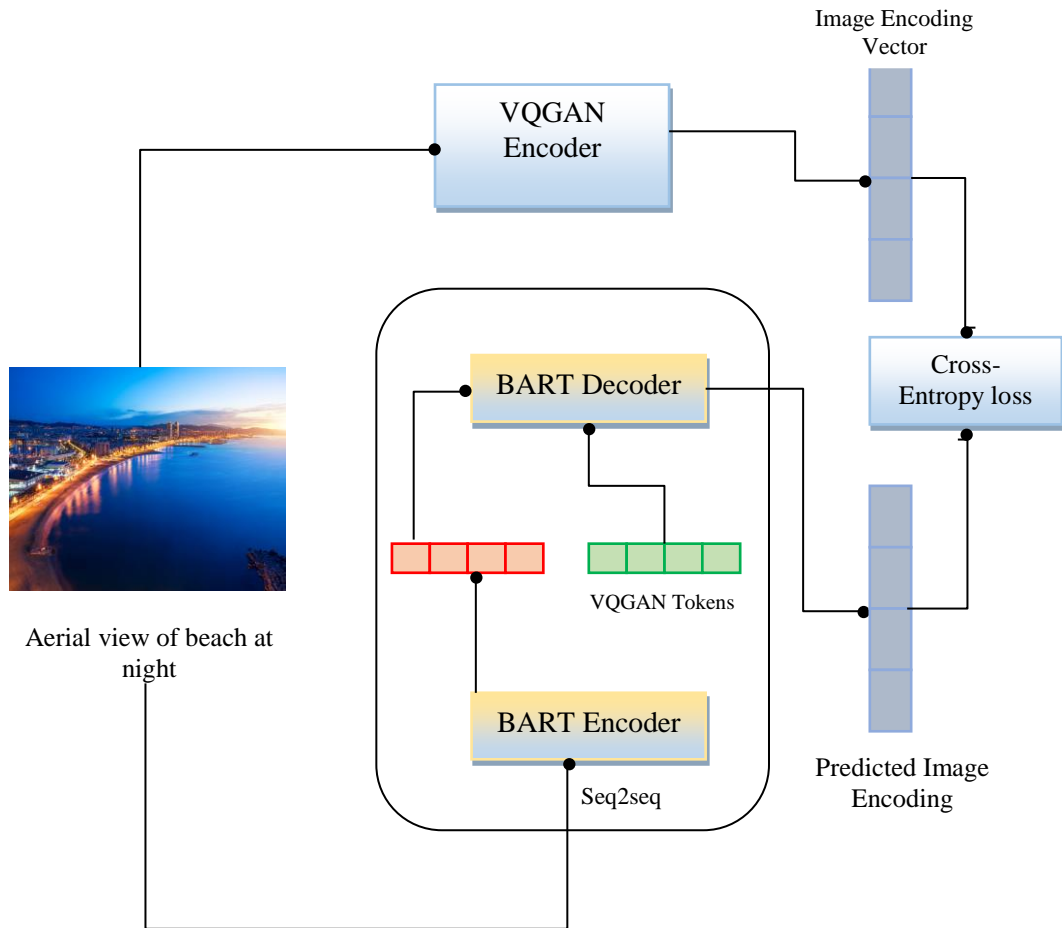 Image Encoding
Vector
VQGAN
Encoder
Cross-
Entropy loss
BART Decoder
VQGAN Tokens
Aerial view of beach at
night
BART Encoder
Seq2seq
Predicted Image
Encoding